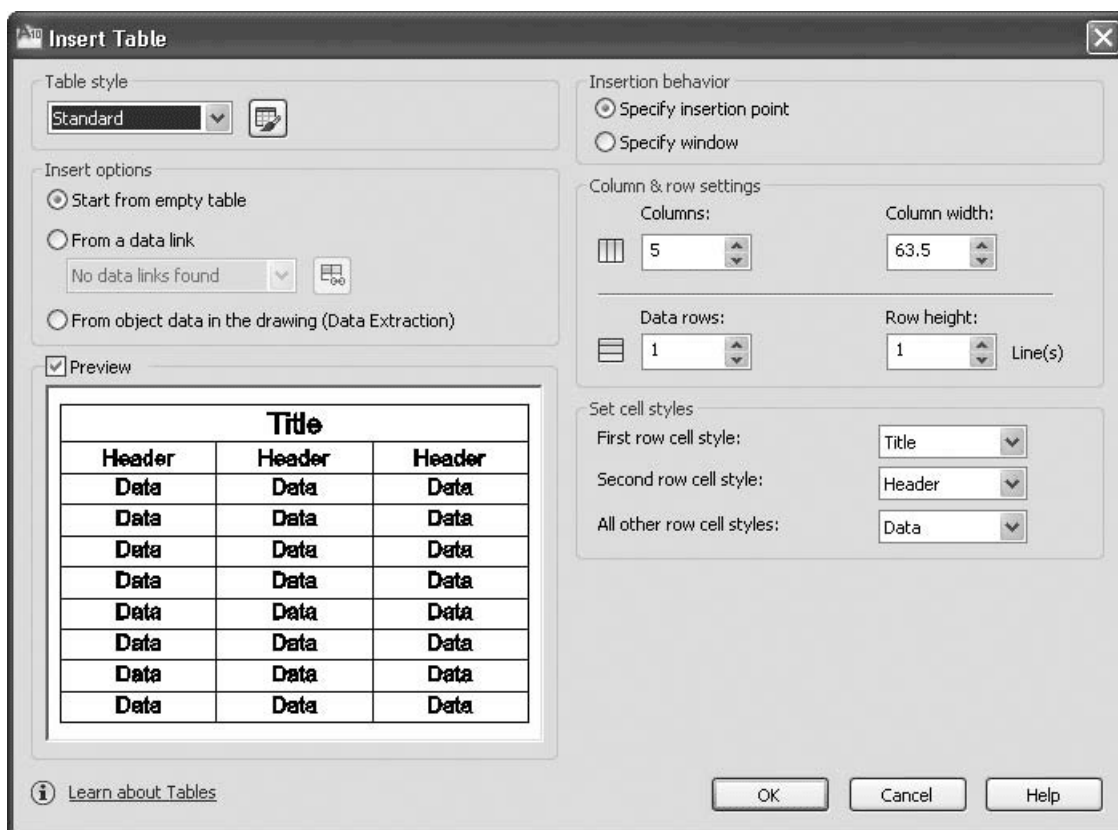 Insert Table
Table style
Standard
Insert options
Start from empty table
From a data link
No data links found
From object data in the drawing (Data Extraction)
Preview
Title
Header Header Header
Data Data Data
Data Data Data
Data Data Data
Data Data Data
Data Data Data
Data Data Data
Data Data Data
Data Data Data
Insertion behavior
Specify insertion point
Specify window
Column & row settings
Columns: Column width:
5 63.5
Data rows: Row height:
1 1 Line(s)
Set cell styles
First row cell style: Title
Second row cell style: Header
All other row cell styles: Data
Learn about Tables
OK Cancel Help